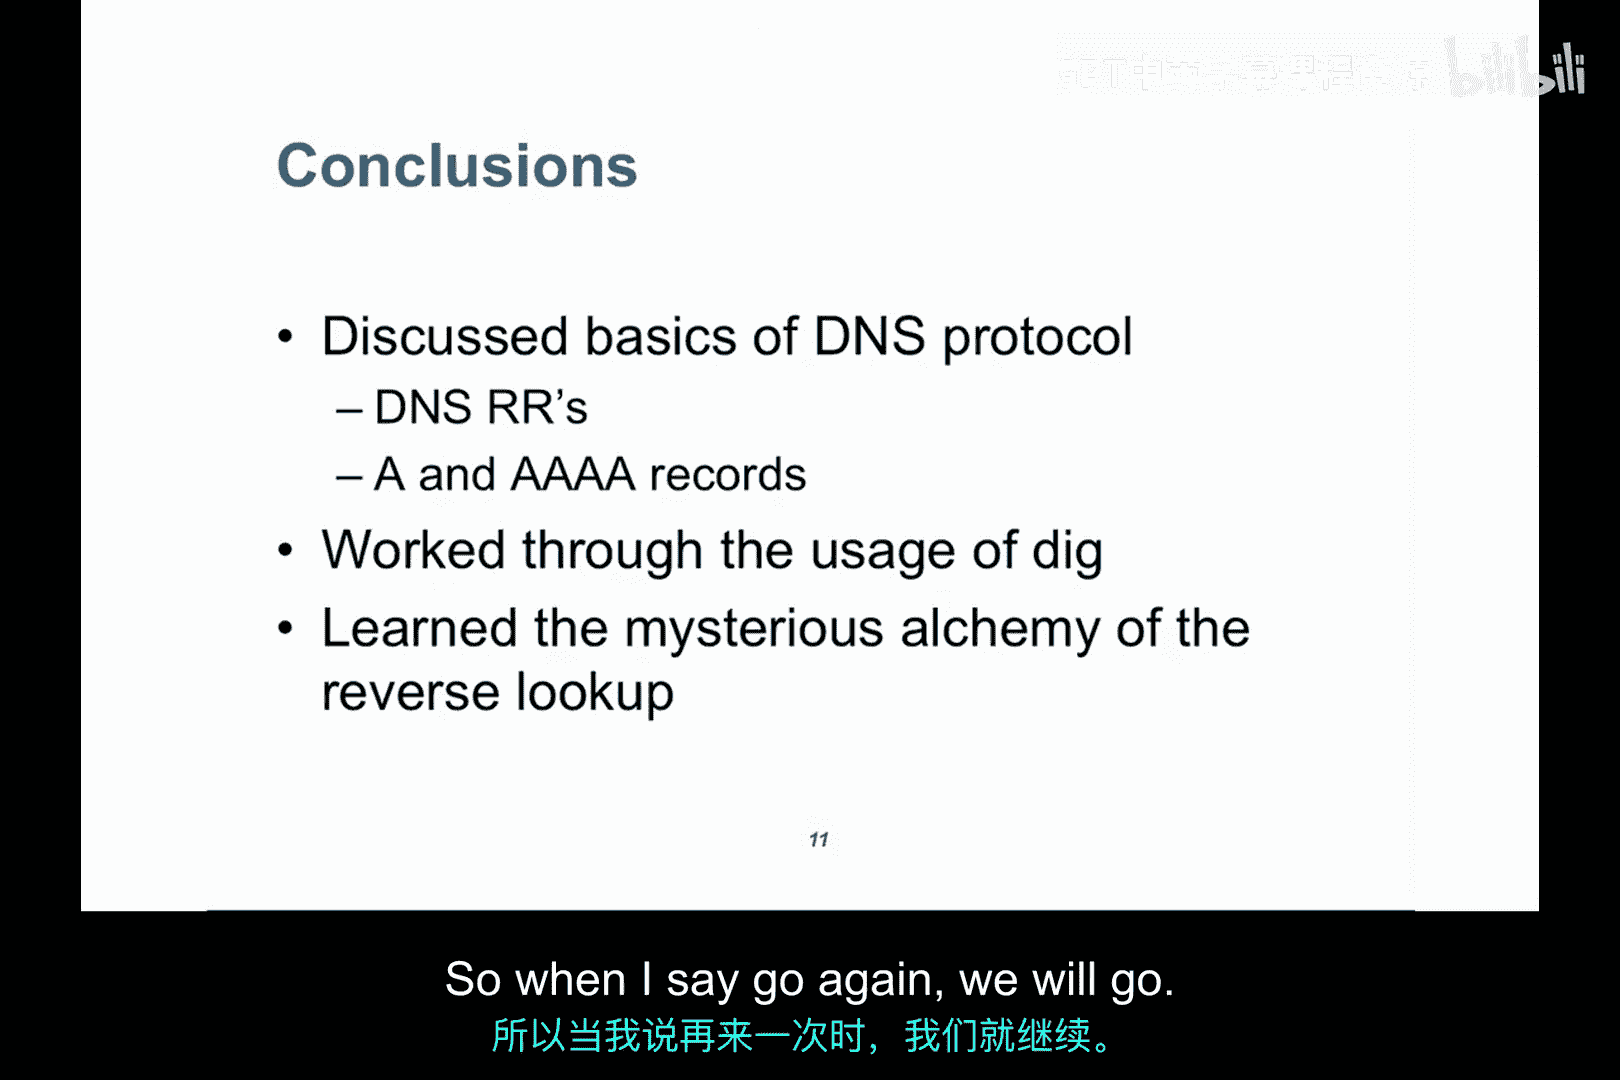 bilibili
Conclusions
• Discussed basics of DNS protocol
– DNS RR’s
– A and AAAA records
• Worked through the usage of dig
• Learned the mysterious alchemy of the
reverse lookup
11
So when I say go again, we will go.
所以当我说再来一次时，我们就继续。